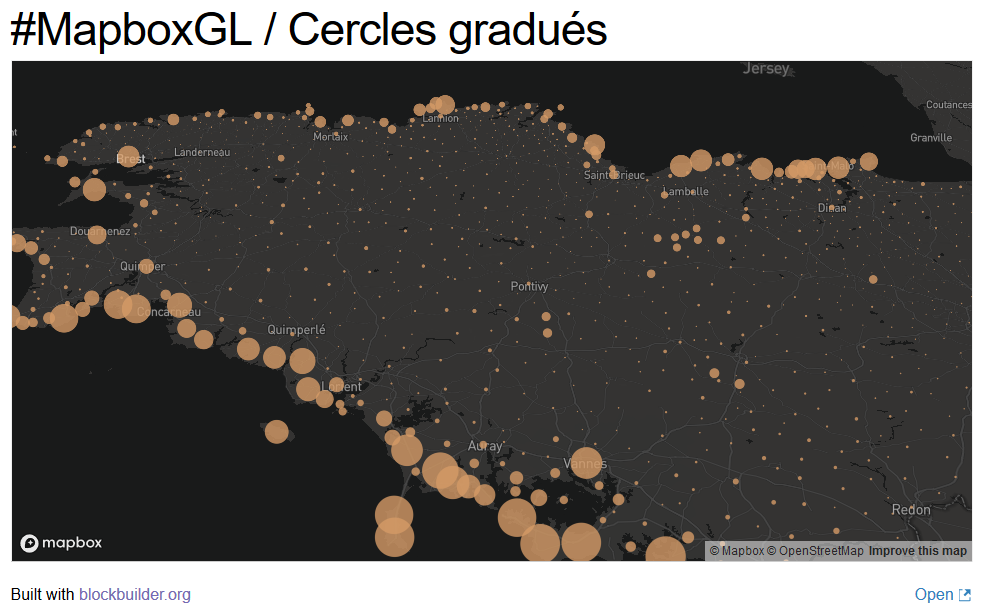 #MapboxGL / Cercles gradués
Jersey
Coutances
Lannion
Morlaix
Granville
Brest
Landerneau
Saint-Brieuc
Lamballe
Dinan
Douarnenez
Quimper
Pontivy
Concarneau
Quimperlé
Lorient
Auray
Vannes
Redon
mapbox
© Mapbox © OpenStreetMap Improve this map
Built with blockbuilder.org
Open